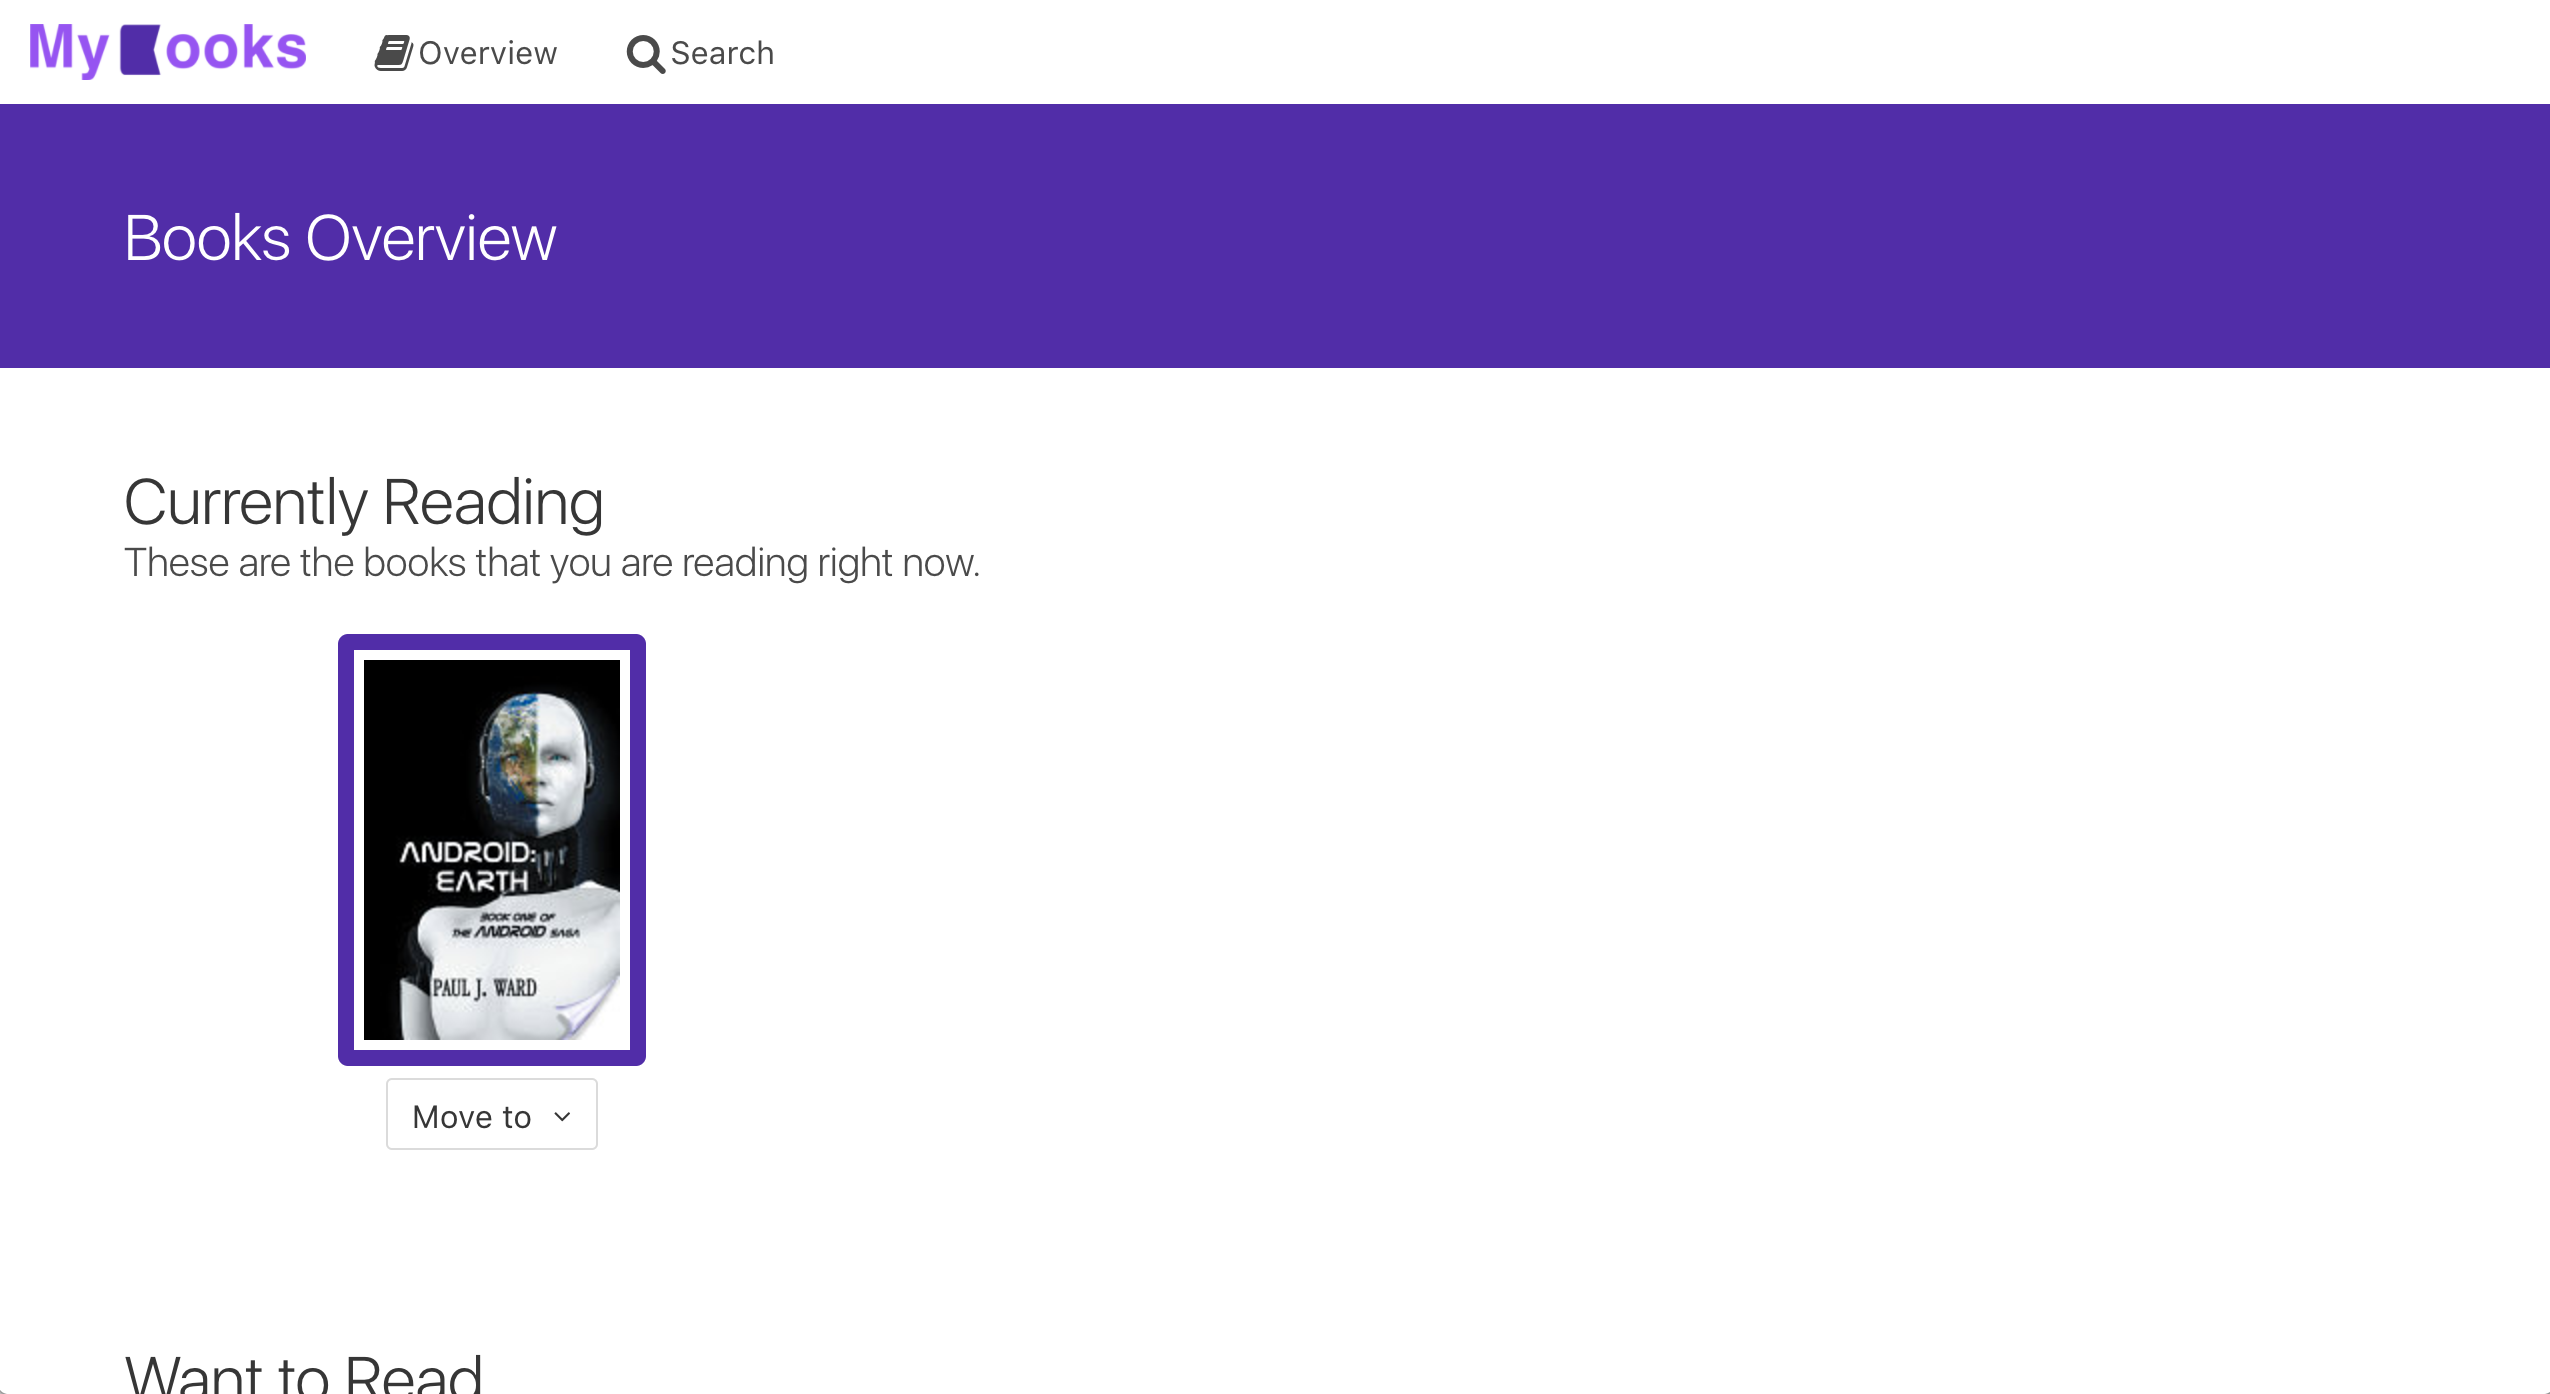 My ooks
Overview
Search
Books Overview
Currently Reading
These are the books that you are reading right now.
ANDROID:
EARTH
BOOK ONE OF
THE ANDROID SAGA
PAUL J. WARD
Move to
Want to Read